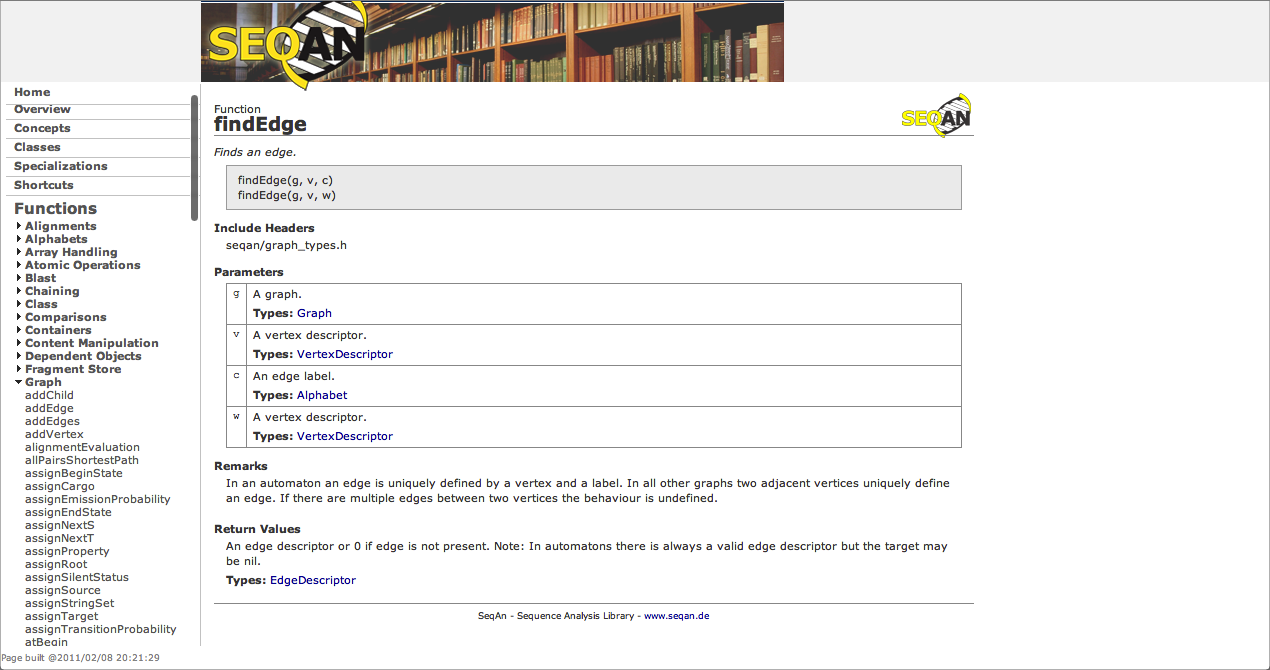 SEQAN
Home
Overview
Concepts
Classes
Specializations
Shortcuts
Functions
Alignments
Alphabets
Array Handling
Atomic Operations
Blast
Chaining
Class
Comparisons
Containers
Content Manipulation
Dependent Objects
Fragment Store
Graph
addChild
addEdge
addEdges
addVertex
alignmentEvaluation
allPairsShortestPath
assignBeginState
assignCargo
assignEmissionProbability
assignEndState
assignNextS
assignNextT
assignProperty
assignRoot
assignSilentStatus
assignSource
assignStringSet
assignTarget
assignTransitionProbability
atBegin
Page built @2011/02/08 20:21:29
Function
findEdge
SEQAN
Finds an edge.
findEdge(g, v, c)
findEdge(g, v, w)
Include Headers
seqan/graph_types.h
Parameters
g A graph.
Types: Graph
v A vertex descriptor.
Types: VertexDescriptor
c An edge label.
Types: Alphabet
w A vertex descriptor.
Types: VertexDescriptor
Remarks
In an automaton an edge is uniquely defined by a vertex and a label. In all other graphs two adjacent vertices uniquely define
an edge. If there are multiple edges between two vertices the behaviour is undefined.
Return Values
An edge descriptor or 0 if edge is not present. Note: In automatons there is always a valid edge descriptor but the target may
be nil.
Types: EdgeDescriptor
SeqAn - Sequence Analysis Library - www.seqan.de